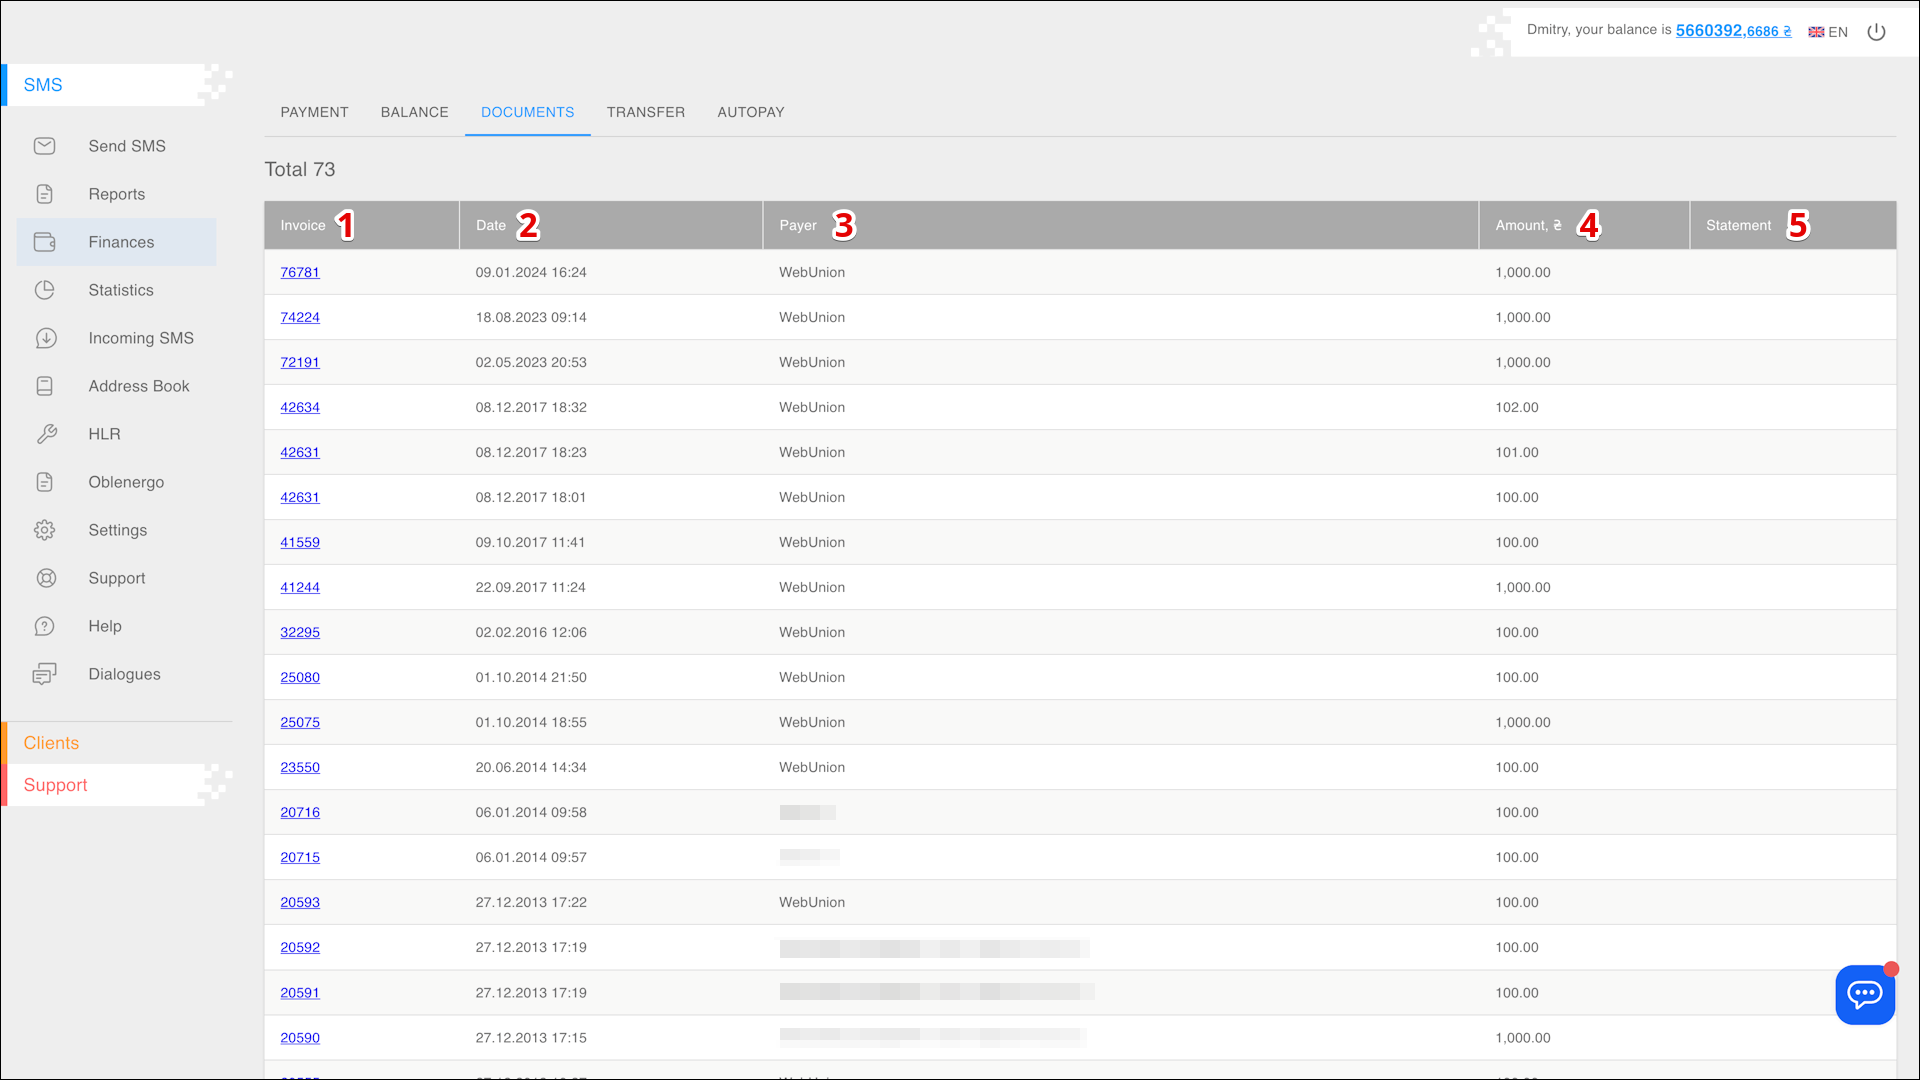 Dmitry, your balance is 5660392,6686 ₴ EN
SMS
Send SMS
Reports
Finances
Statistics
Incoming SMS
Address Book
HLR
Oblenergo
Settings
Support
Help
Dialogues
Clients
Support
PAYMENT BALANCE DOCUMENTS TRANSFER AUTOPAY
Total 73
Invoice 1 Date 2 Payer 3 Amount, ₴ 4 Statement 5
76781 09.01.2024 16:24 WebUnion 1,000.00
74224 18.08.2023 09:14 WebUnion 1,000.00
72191 02.05.2023 20:53 WebUnion 1,000.00
42634 08.12.2017 18:32 WebUnion 102.00
42631 08.12.2017 18:23 WebUnion 101.00
42631 08.12.2017 18:01 WebUnion 100.00
41559 09.10.2017 11:41 WebUnion 100.00
41244 22.09.2017 11:24 WebUnion 1,000.00
32295 02.02.2016 12:06 WebUnion 100.00
25080 01.10.2014 21:50 WebUnion 100.00
25075 01.10.2014 18:55 WebUnion 1,000.00
23550 20.06.2014 14:34 WebUnion 100.00
20716 06.01.2014 09:58 100.00
20715 06.01.2014 09:57 100.00
20593 27.12.2013 17:22 WebUnion 100.00
20592 27.12.2013 17:19 100.00
20591 27.12.2013 17:19 100.00
20590 27.12.2013 17:15 1,000.00